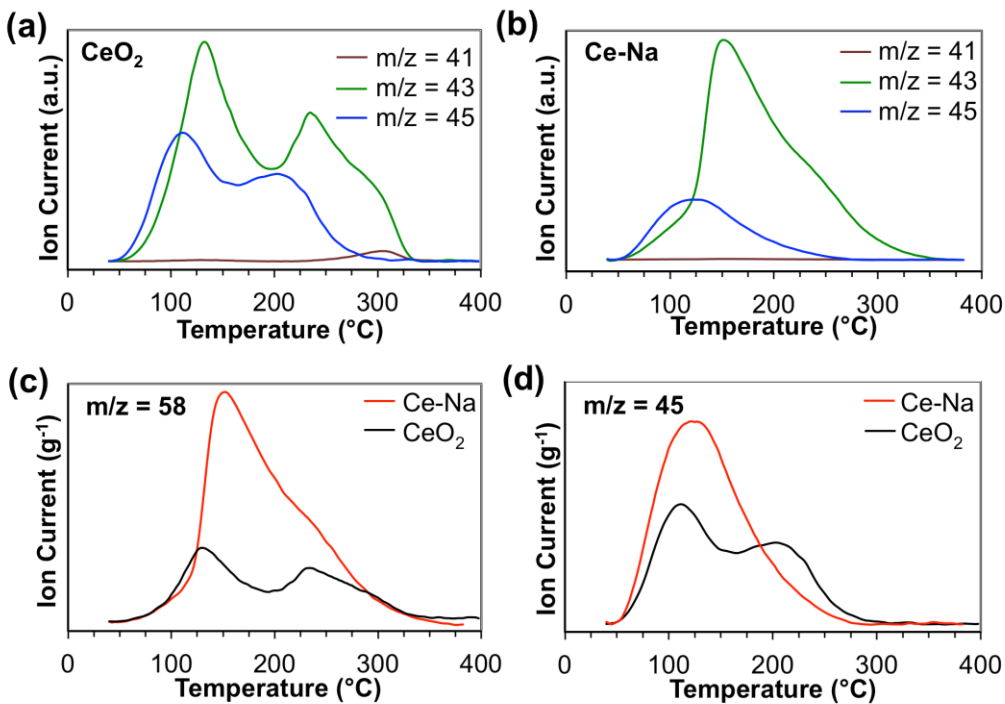 (a)
CeO₂
m/z = 41
m/z = 43
m/z = 45
Ion Current (a.u.)
0 100 200 300 400
Temperature (°C)
(b)
Ce-Na
m/z = 41
m/z = 43
m/z = 45
Ion Current (a.u.)
0 100 200 300 400
Temperature (°C)
(c)
m/z = 58
Ce-Na
CeO₂
Ion Current (g⁻¹)
0 100 200 300 400
Temperature (°C)
(d)
m/z = 45
Ce-Na
CeO₂
Ion Current (g⁻¹)
0 100 200 300 400
Temperature (°C)